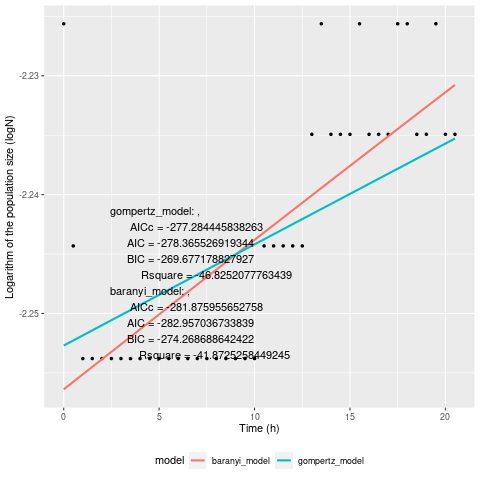 -2.23
-2.24
-2.25
Logarithm of the population size (logN)
gompertz_model: ,
AICc = -277.284445838263
AIC = -278.365526919344
BIC = -269.677178827927
Rsquare = -46.8252077763439
baranyi_model: ,
AICc = -281.875955652758
AIC = -282.957036733839
BIC = -274.268688642422
Rsquare = -41.8725258449245
0 5 10 15 20
Time (h)
model baranyi_model gompertz_model